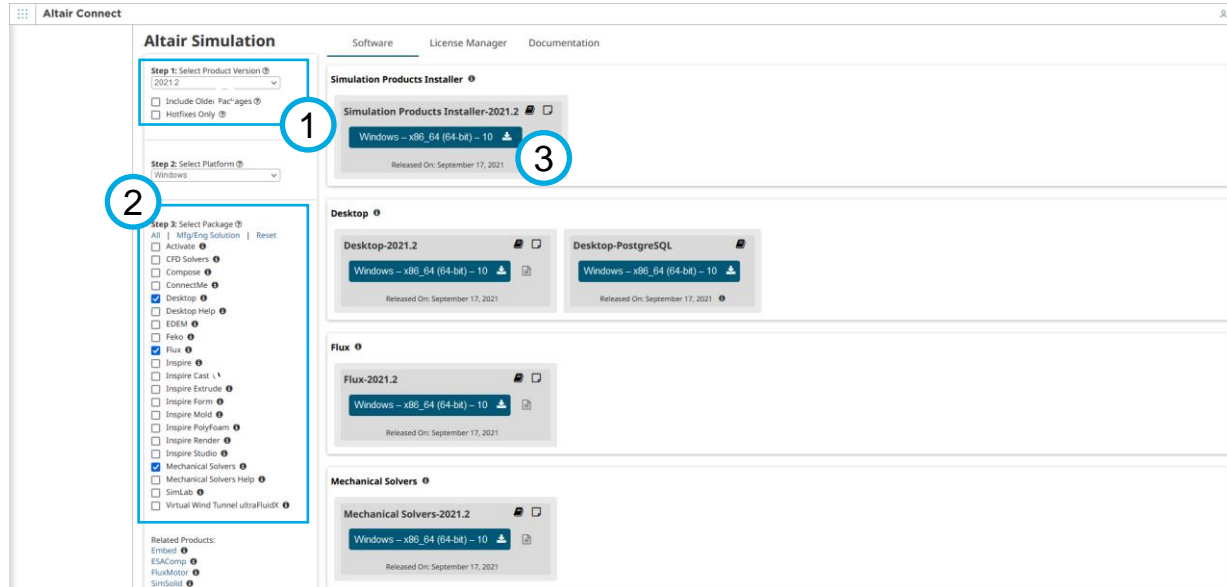 Altair Connect
Altair Simulation
Step 1: Select Product Version
2021.2
Include Older Packages
Hotfixes Only
1
Step 2: Select Platform
Windows
2
Step 3: Select Package
All | Mfg/Eng Solution | Reset
Activate
CFD Solvers
Compose
ConnectMe
Desktop
Desktop Help
EDEM
Feko
Flux
Inspire
Inspire Cast
Inspire Extrude
Inspire Form
Inspire Mold
Inspire PolyFoam
Inspire Render
Inspire Studio
Mechanical Solvers
Mechanical Solvers Help
SimLab
Virtual Wind Tunnel ultraFluidX
Related Products:
Embed
ESAComp
FluxMotor
SimSolid
Software License Manager Documentation
Simulation Products Installer
Simulation Products Installer-2021.2
Windows – x86_64 (64-bit) – 10
3
Released On: September 17, 2021
Desktop
Desktop-2021.2
Windows – x86_64 (64-bit) – 10
Released On: September 17, 2021
Desktop-PostgreSQL
Windows – x86_64 (64-bit) – 10
Released On: September 17, 2021
Flux
Flux-2021.2
Windows – x86_64 (64-bit) – 10
Released On: September 17, 2021
Mechanical Solvers
Mechanical Solvers-2021.2
Windows – x86_64 (64-bit) – 10
Released On: September 17, 2021